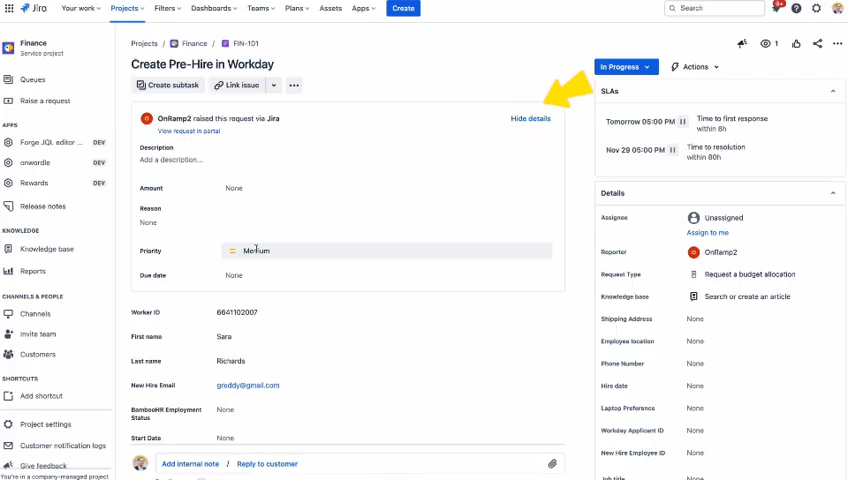 Jira Your work Projects Filters Dashboards Teams Plans Assets Apps Create Search 9+
Finance
Service project
Queues
Raise a request
APPS
Forge JQL editor ... DEV
onwordle DEV
Rewards DEV
Release notes
KNOWLEDGE
Knowledge base
Reports
CHANNELS & PEOPLE
Channels
Invite team
Customers
SHORTCUTS
Add shortcut
Project settings
Customer notification logs
Give feedback
You're in a company-managed project
Projects / Finance / FIN-101
Create Pre-Hire in Workday
Create subtask Link issue
OnRamp2 raised this request via Jira Hide details
View request in portal
Description
Add a description...
Amount None
Reason
None
Priority Medium
Due date None
Worker ID 6641102007
First name Sara
Last name Richards
New Hire Email greddy@gmail.com
BambooHR Employment Status None
Start Date None
Add internal note / Reply to customer
1
In Progress Actions
SLAs
Tomorrow 05:00 PM Time to first response
within 8h
Nov 29 05:00 PM Time to resolution
within 80h
Details
Assignee Unassigned
Assign to me
Reporter OnRamp2
Request Type Request a budget allocation
Knowledge base Search or create an article
Shipping Address None
Employee location None
Phone Number None
Hire date None
Laptop Preference None
Workday Applicant ID None
New Hire Employee ID None
Job title